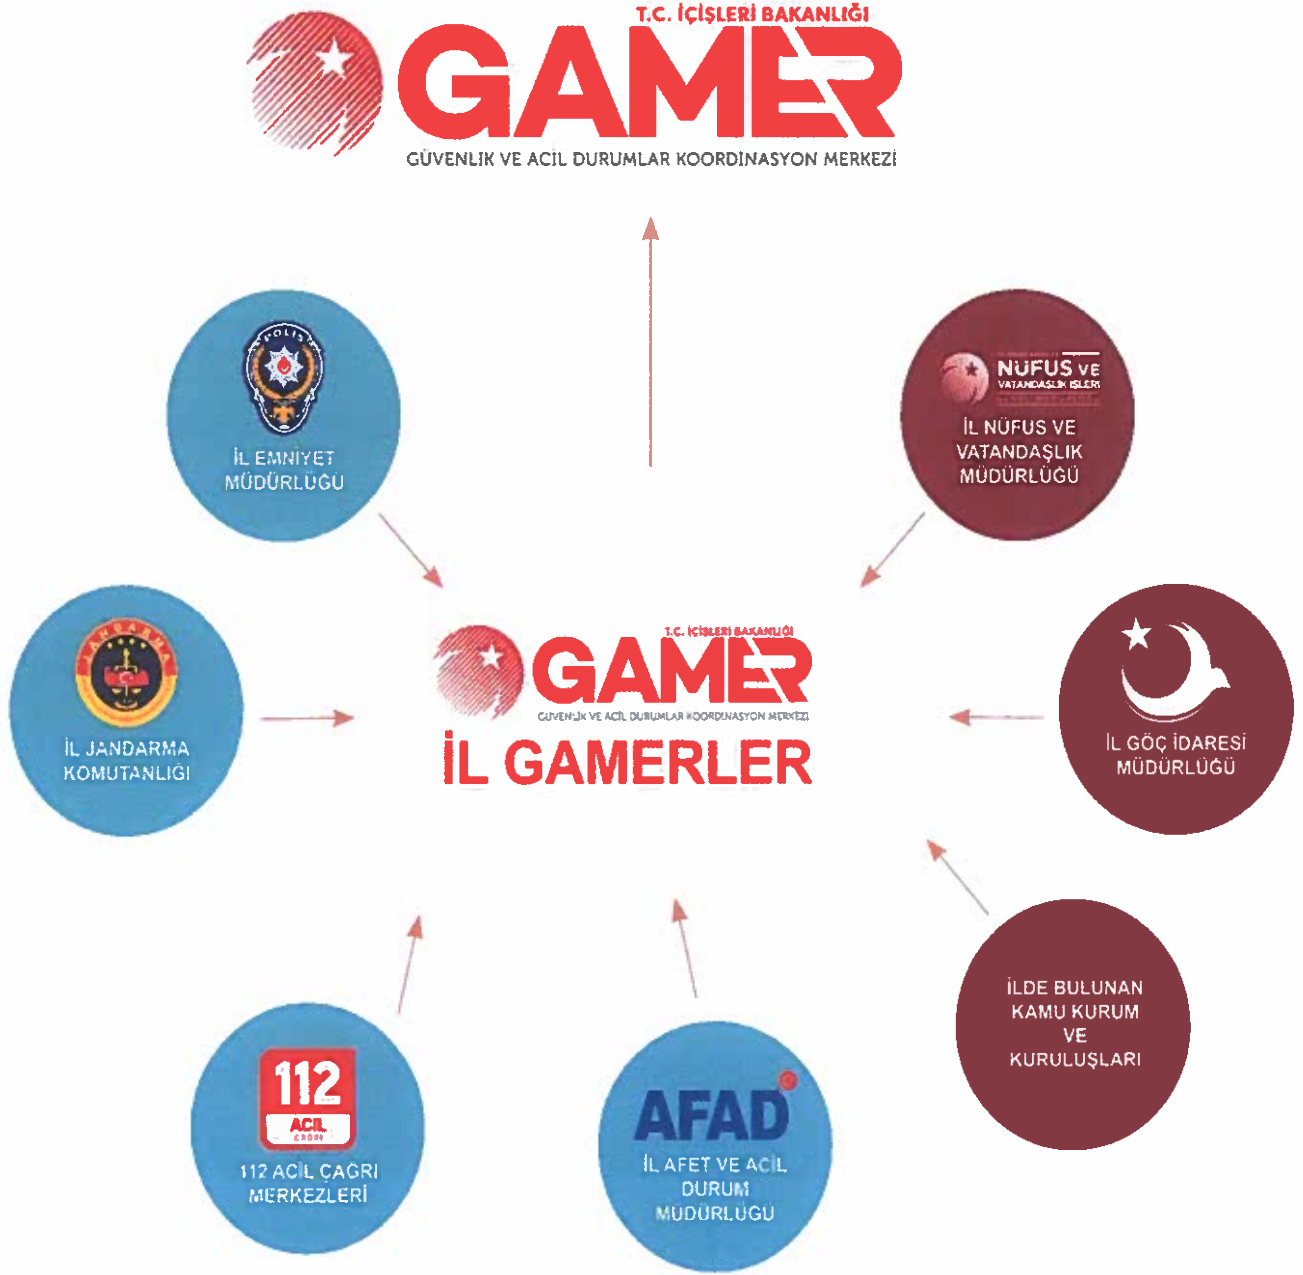 T.C. İÇİŞLERİ BAKANLIĞI
GAMER
GÜVENLİK VE ACİL DURUMLAR KOORDİNASYON MERKEZİ
POLİS
İL EMNİYET
MÜDÜRLÜĞÜ
NÜFUS VE
VATANDAŞLIK İŞLERİ
İL NÜFUS VE
VATANDAŞLIK
MÜDÜRLÜĞÜ
JANDARMA
İL JANDARMA
KOMUTANLIĞI
T.C. İÇİŞLERİ BAKANLIĞI
GAMER
GÜVENLİK VE ACİL DURUMLAR KOORDİNASYON MERKEZİ
İL GAMERLER
İL GÖÇ İDARESİ
MÜDÜRLÜĞÜ
İLDE BULUNAN
KAMU KURUM
VE
KURULUŞLARI
112
ACİL
ÇAĞRI
112 ACİL ÇAĞRI
MERKEZLERİ
AFAD
İL AFET VE ACİL
DURUM
MÜDÜRLÜĞÜ